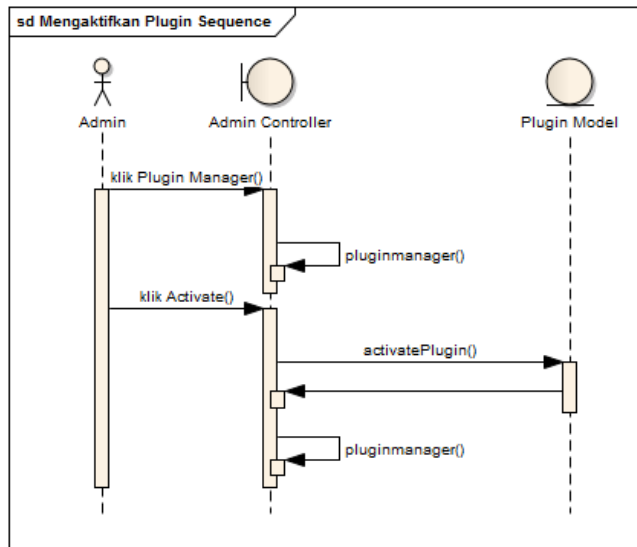 sd Mengaktifkan Plugin Sequence
Admin
Admin Controller
Plugin Model
klik Plugin Manager()
pluginmanager()
klik Activate()
activatePlugin()
pluginmanager()